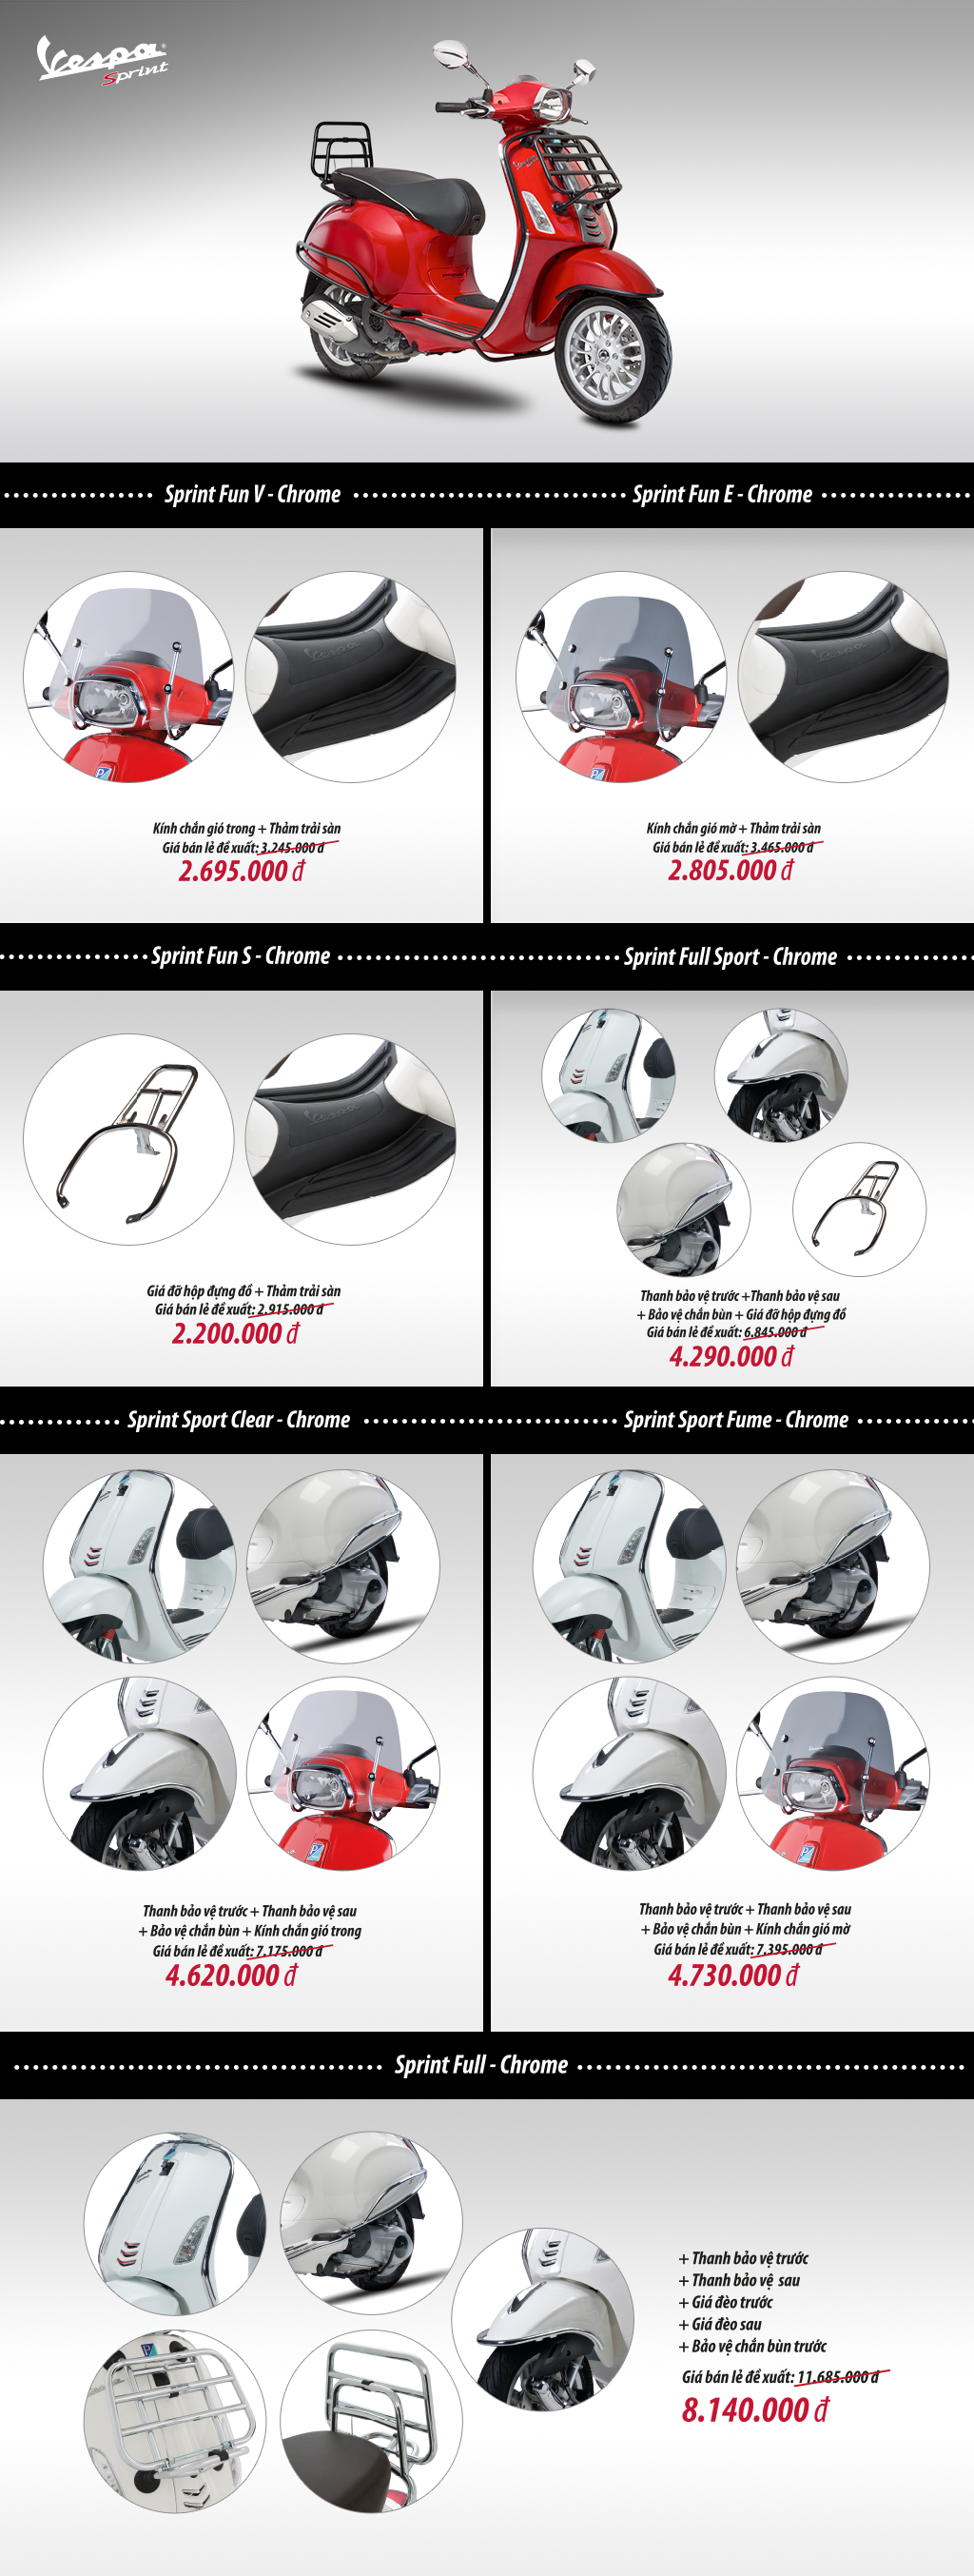 Vespa
Sprint
Sprint Fun V - Chrome
Sprint Fun E - Chrome
Kính chắn gió trong + Thảm trải sàn
Giá bán lẻ đề xuất: 3.245.000 đ
2.695.000 đ
Kính chắn gió mờ + Thảm trải sàn
Giá bán lẻ đề xuất: 3.465.000 đ
2.805.000 đ
Sprint Fun S - Chrome
Sprint Full Sport - Chrome
Giá đỡ hộp đựng đồ + Thảm trải sàn
Giá bán lẻ đề xuất: 2.915.000 đ
2.200.000 đ
Thanh bảo vệ trước +Thanh bảo vệ sau
+ Bảo vệ chắn bùn + Giá đỡ hộp đựng đồ
Giá bán lẻ đề xuất: 6.845.000 đ
4.290.000 đ
Sprint Sport Clear - Chrome
Sprint Sport Fume - Chrome
Thanh bảo vệ trước + Thanh bảo vệ sau
+ Bảo vệ chắn bùn + Kính chắn gió trong
Giá bán lẻ đề xuất: 7.175.000 đ
4.620.000 đ
Thanh bảo vệ trước + Thanh bảo vệ sau
+ Bảo vệ chắn bùn + Kính chắn gió mờ
Giá bán lẻ đề xuất: 7.395.000 đ
4.730.000 đ
Sprint Full - Chrome
+ Thanh bảo vệ trước
+ Thanh bảo vệ sau
+ Giá đèo trước
+ Giá đèo sau
+ Bảo vệ chắn bùn trước
Giá bán lẻ đề xuất: 11.685.000 đ
8.140.000 đ